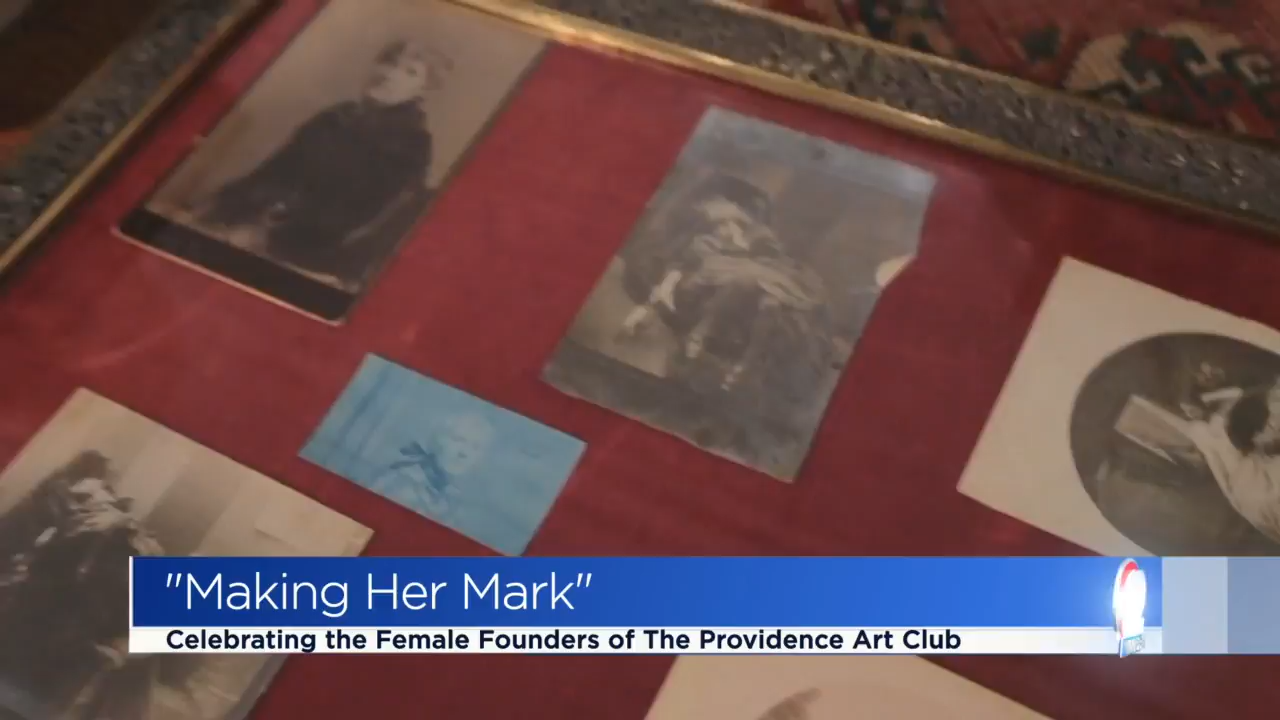 "Making Her Mark"
Celebrating the Female Founders of The Providence Art Club